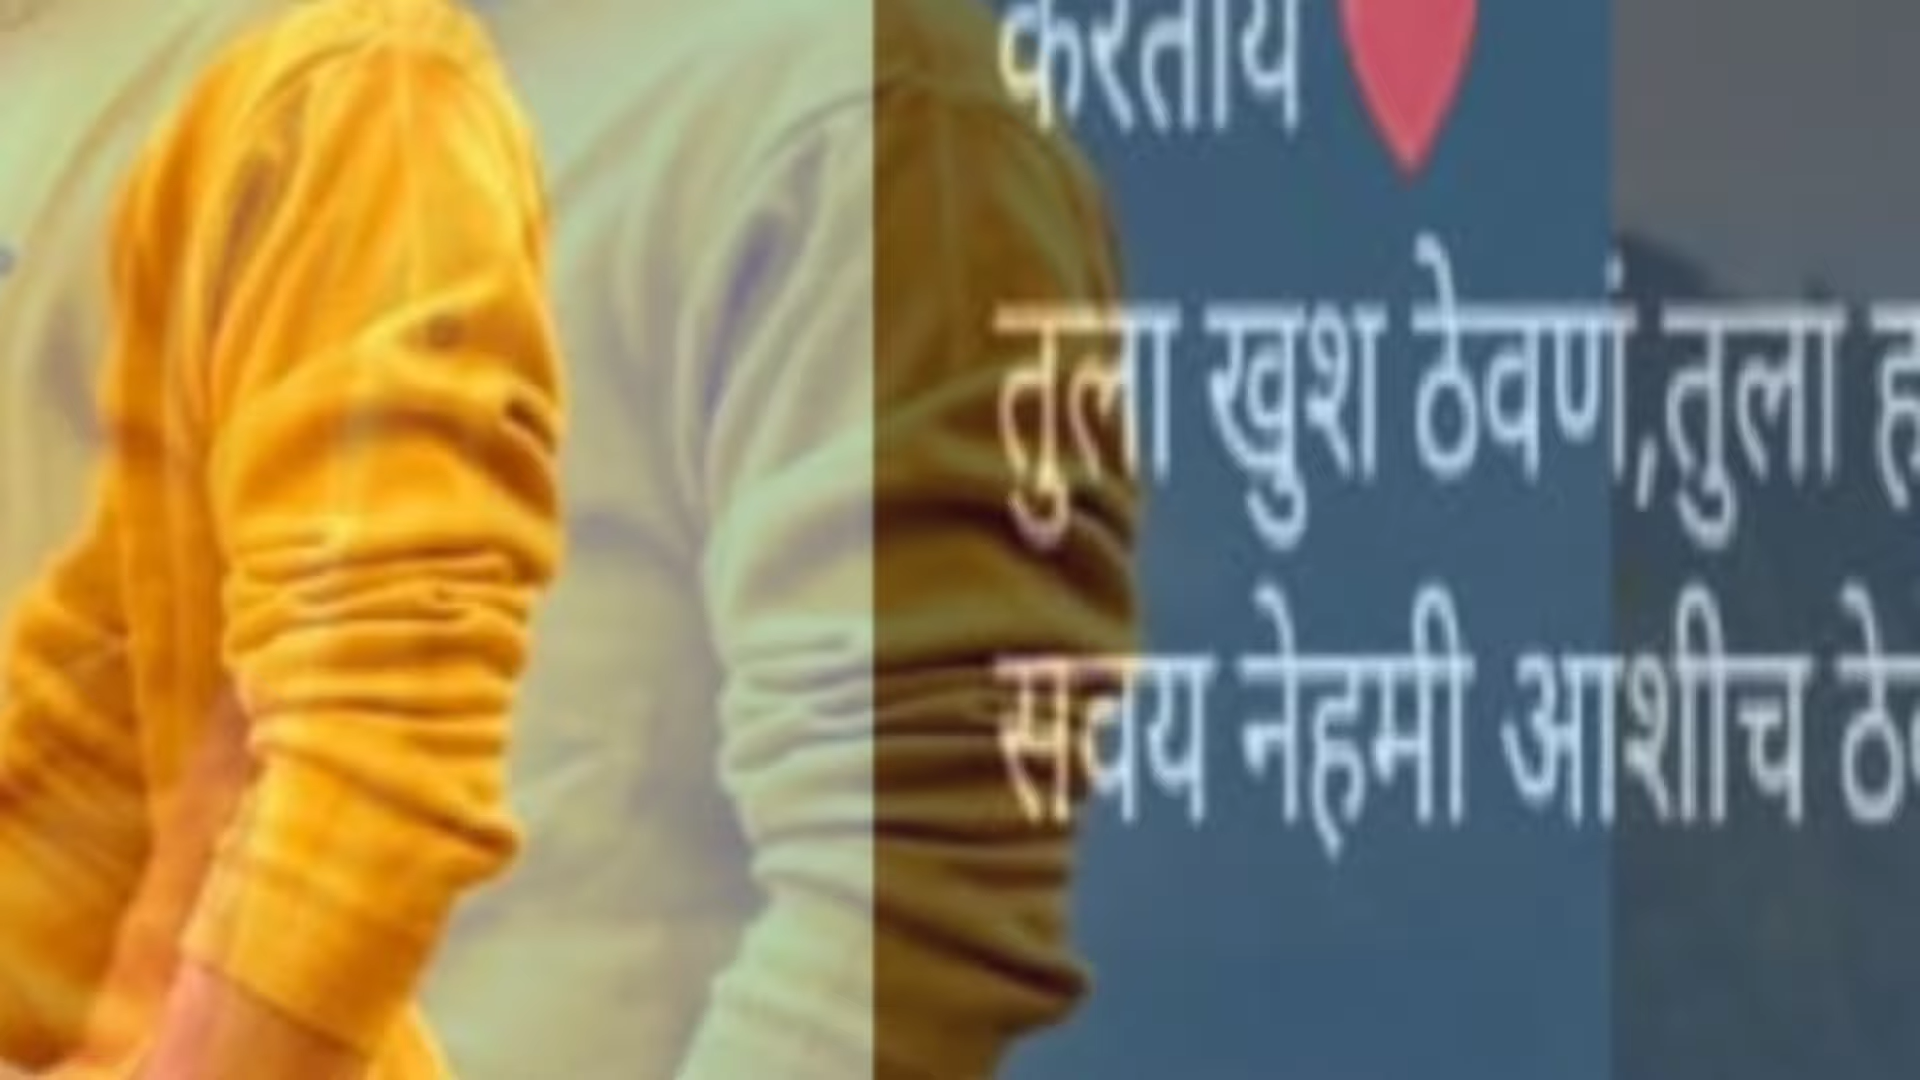 करतोय
तुला खुश ठेवणं,तुला
सवय नेहमी आशीच